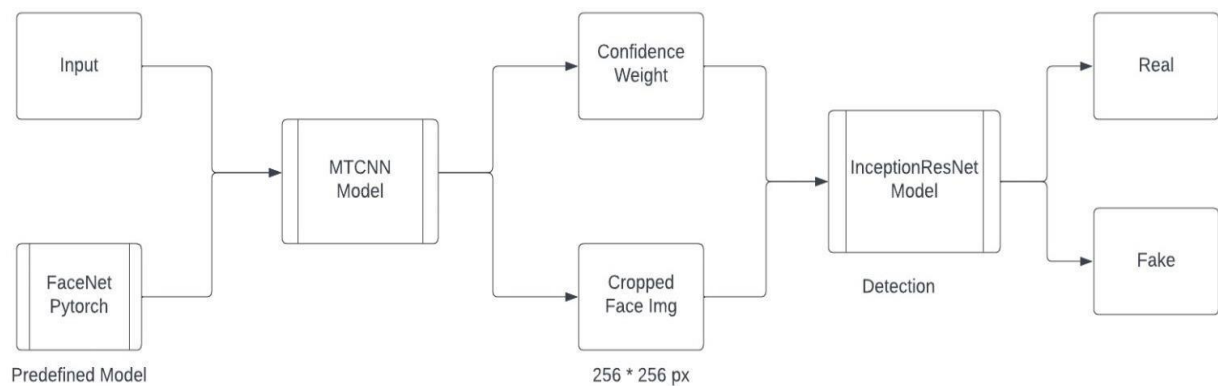 Input
FaceNet
Pytorch
Predefined Model
MTCNN
Model
Confidence
Weight
Cropped
Face Img
256 * 256 px
InceptionResNet
Model
Detection
Real
Fake